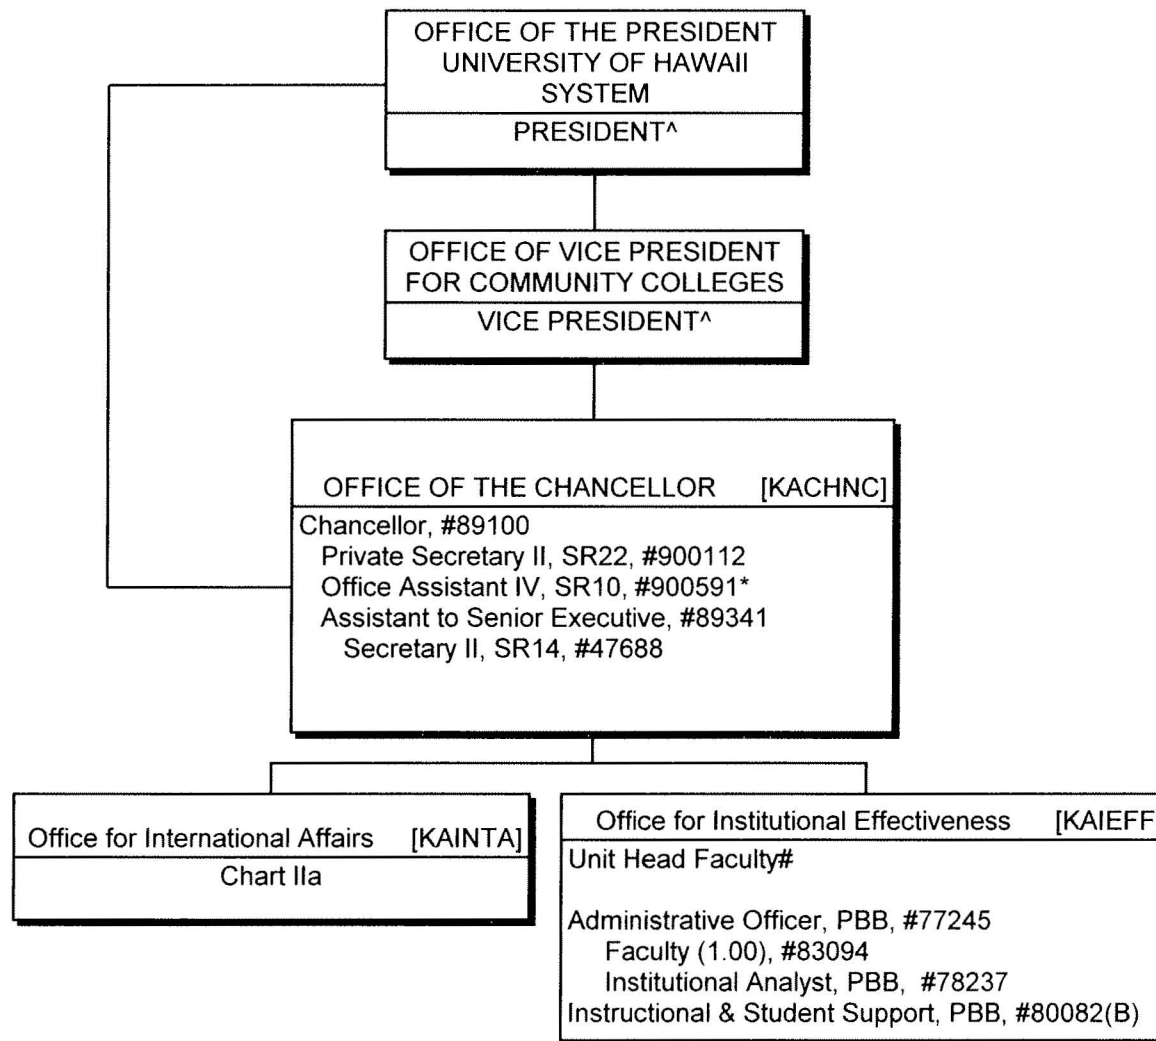 OFFICE OF THE PRESIDENT
UNIVERSITY OF HAWAII
SYSTEM
PRESIDENT^
OFFICE OF VICE PRESIDENT
FOR COMMUNITY COLLEGES
VICE PRESIDENT^
OFFICE OF THE CHANCELLOR [KACHNC]
Chancellor, #89100
Private Secretary II, SR22, #900112
Office Assistant IV, SR10, #900591*
Assistant to Senior Executive, #89341
Secretary II, SR14, #47688
Office for International Affairs [KAINTA]
Chart IIa
Office for Institutional Effectiveness [KAIEFF
Unit Head Faculty#
Administrative Officer, PBB, #77245
Faculty (1.00), #83094
Institutional Analyst, PBB, #78237
Instructional & Student Support, PBB, #80082(B)